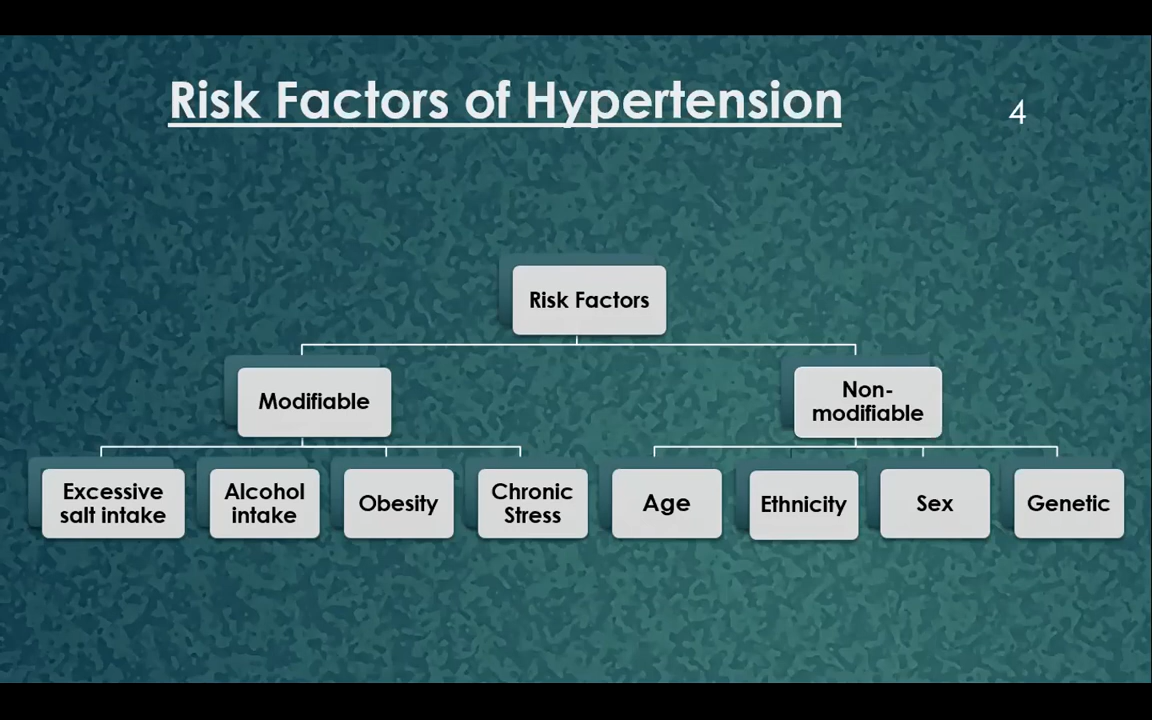 Risk Factors of Hypertension
4
Risk Factors
Modifiable
Non-
modifiable
Excessive
salt intake
Alcohol
intake
Obesity
Chronic
Stress
Age
Ethnicity
Sex
Genetic